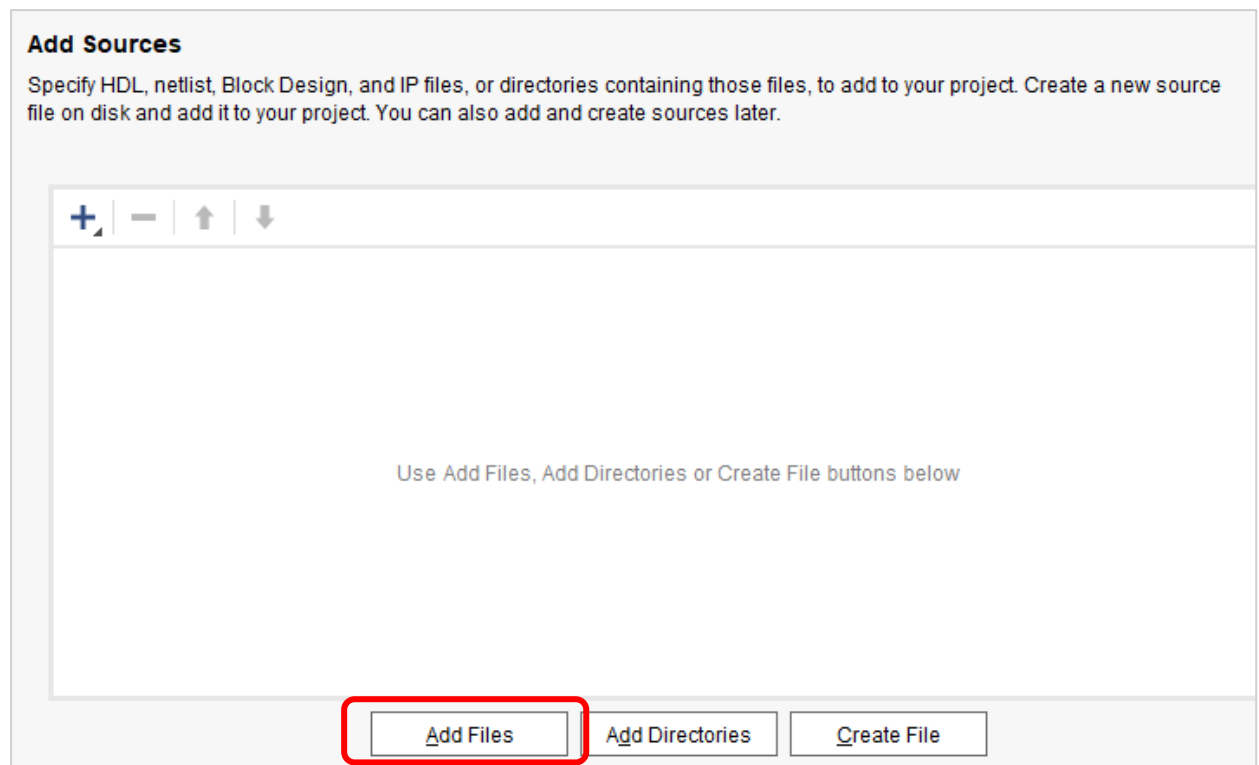 Add Sources
Specify HDL, netlist, Block Design, and IP files, or directories containing those files, to add to your project. Create a new source
file on disk and add it to your project. You can also add and create sources later.
Use Add Files, Add Directories or Create File buttons below
Add Files Add Directories Create File